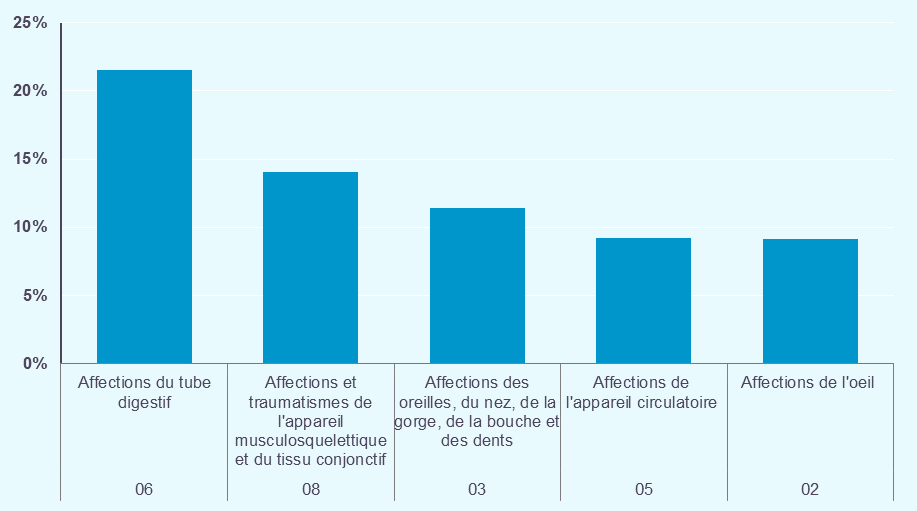 25%
20%
15%
10%
5%
0%
Affections du tube
digestif
06
Affections et
traumatismes de
l'appareil
musculosquelettique
et du tissu conjonctif
08
Affections des
oreilles, du nez, de la
gorge, de la bouche et
des dents
03
Affections de
l'appareil circulatoire
05
Affections de l'oeil
02